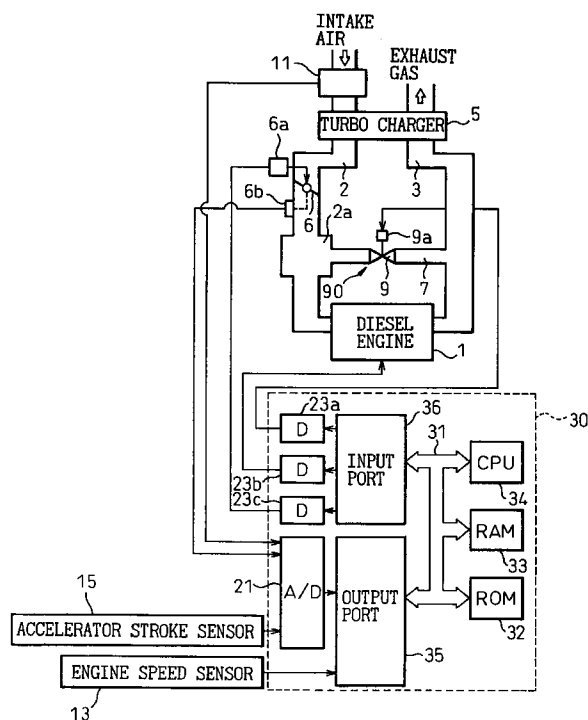 INTAKE
AIR
11
EXHAUST
GAS
5
TURBO CHARGER
6a
6b
2
3
6
2a
9a
90
9
7
DIESEL
ENGINE
1
23a
36
31
30
D
INPUT
PORT
CPU
34
23b
D
23c
D
RAM
33
21
A/D
OUTPUT
PORT
ROM
32
15
ACCELERATOR STROKE SENSOR
35
ENGINE SPEED SENSOR
13